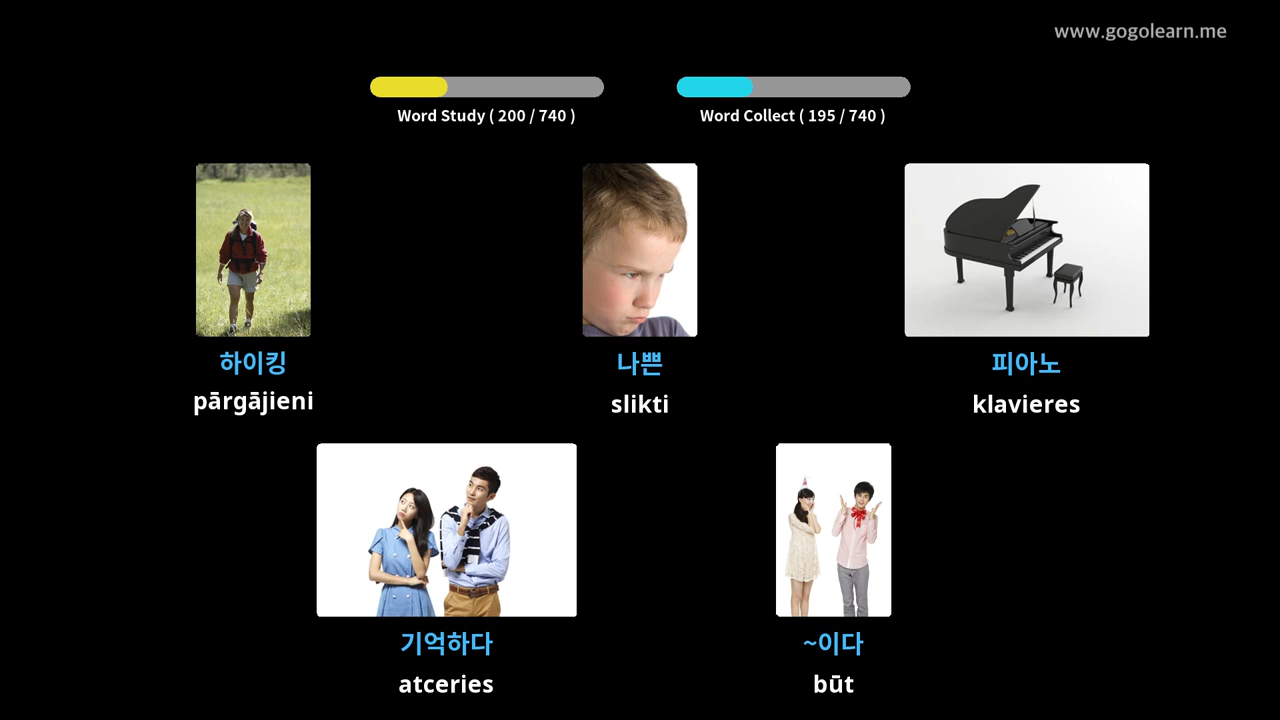 www.gogolearn.me
Word Study ( 200 / 740 )
Word Collect ( 195 / 740 )
하이킹
pārgājieni
나쁜
slikti
피아노
klavieres
기억하다
atceries
~이다
būt